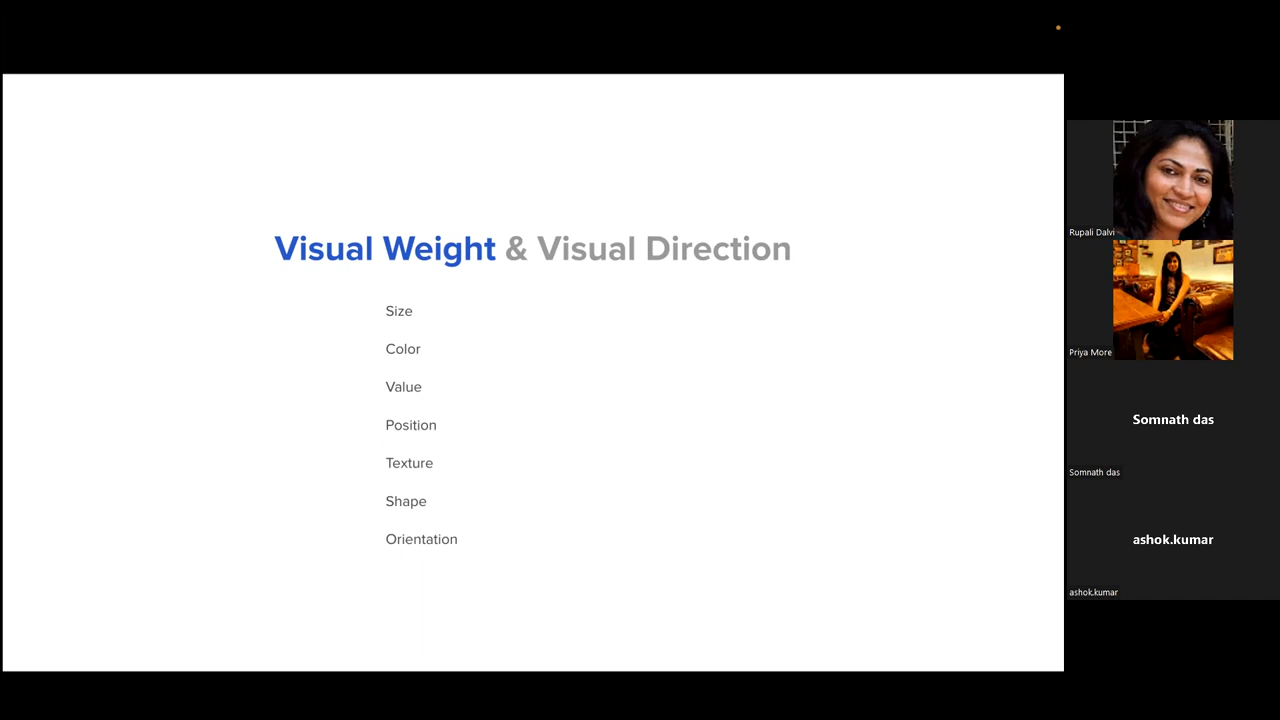 Visual Weight & Visual Direction
Size
Color
Value
Position
Texture
Shape
Orientation
Rupali Dalvi
Priya More
Somnath das
Somnath das
ashok.kumar
ashok.kumar